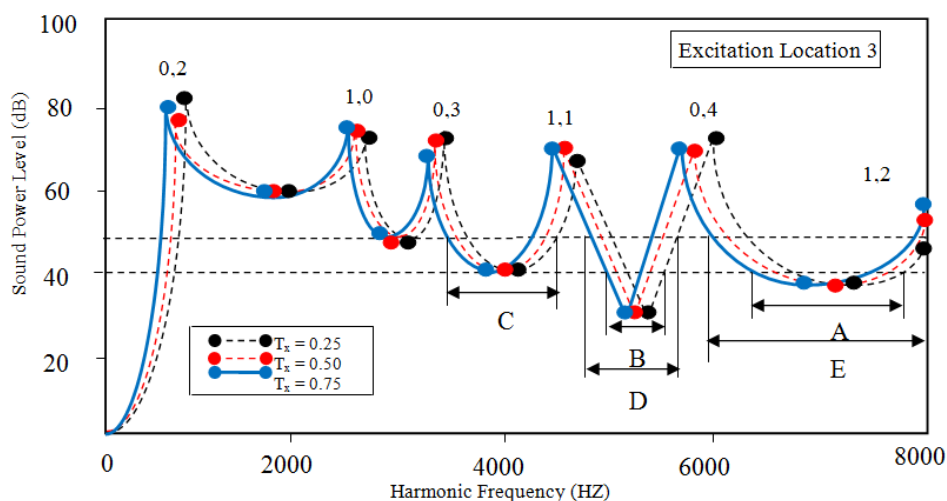 100
Excitation Location 3
0,2
1,0
0,3
1,1
0,4
1,2
80
60
40
20
Sound Power Level (dB)
C
B
A
D
E
Tx = 0.25
Tx = 0.50
Tx = 0.75
0 2000 4000 6000 8000
Harmonic Frequency (HZ)